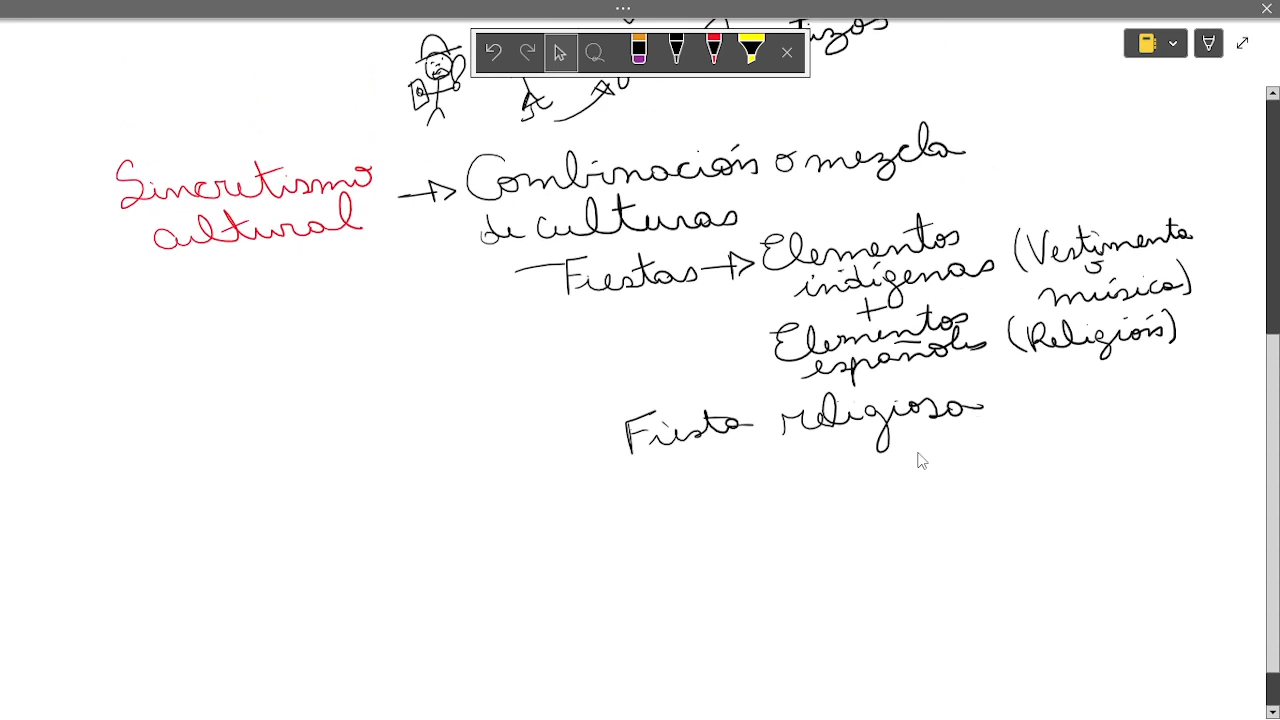 Sincretismo
cultural
→ Combinación o mezcla
de culturas
— Fiestas → Elementos
indígenas
(Vestimenta
música)
+
Elementos
españoles
(Religión)
Fiesta religiosa